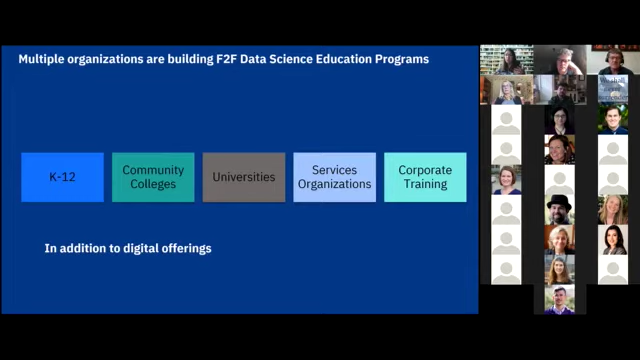 Multiple organizations are building F2F Data Science Education Programs
K-12
Community
Colleges
Universities
Services
Organizations
Corporate
Training
In addition to digital offerings